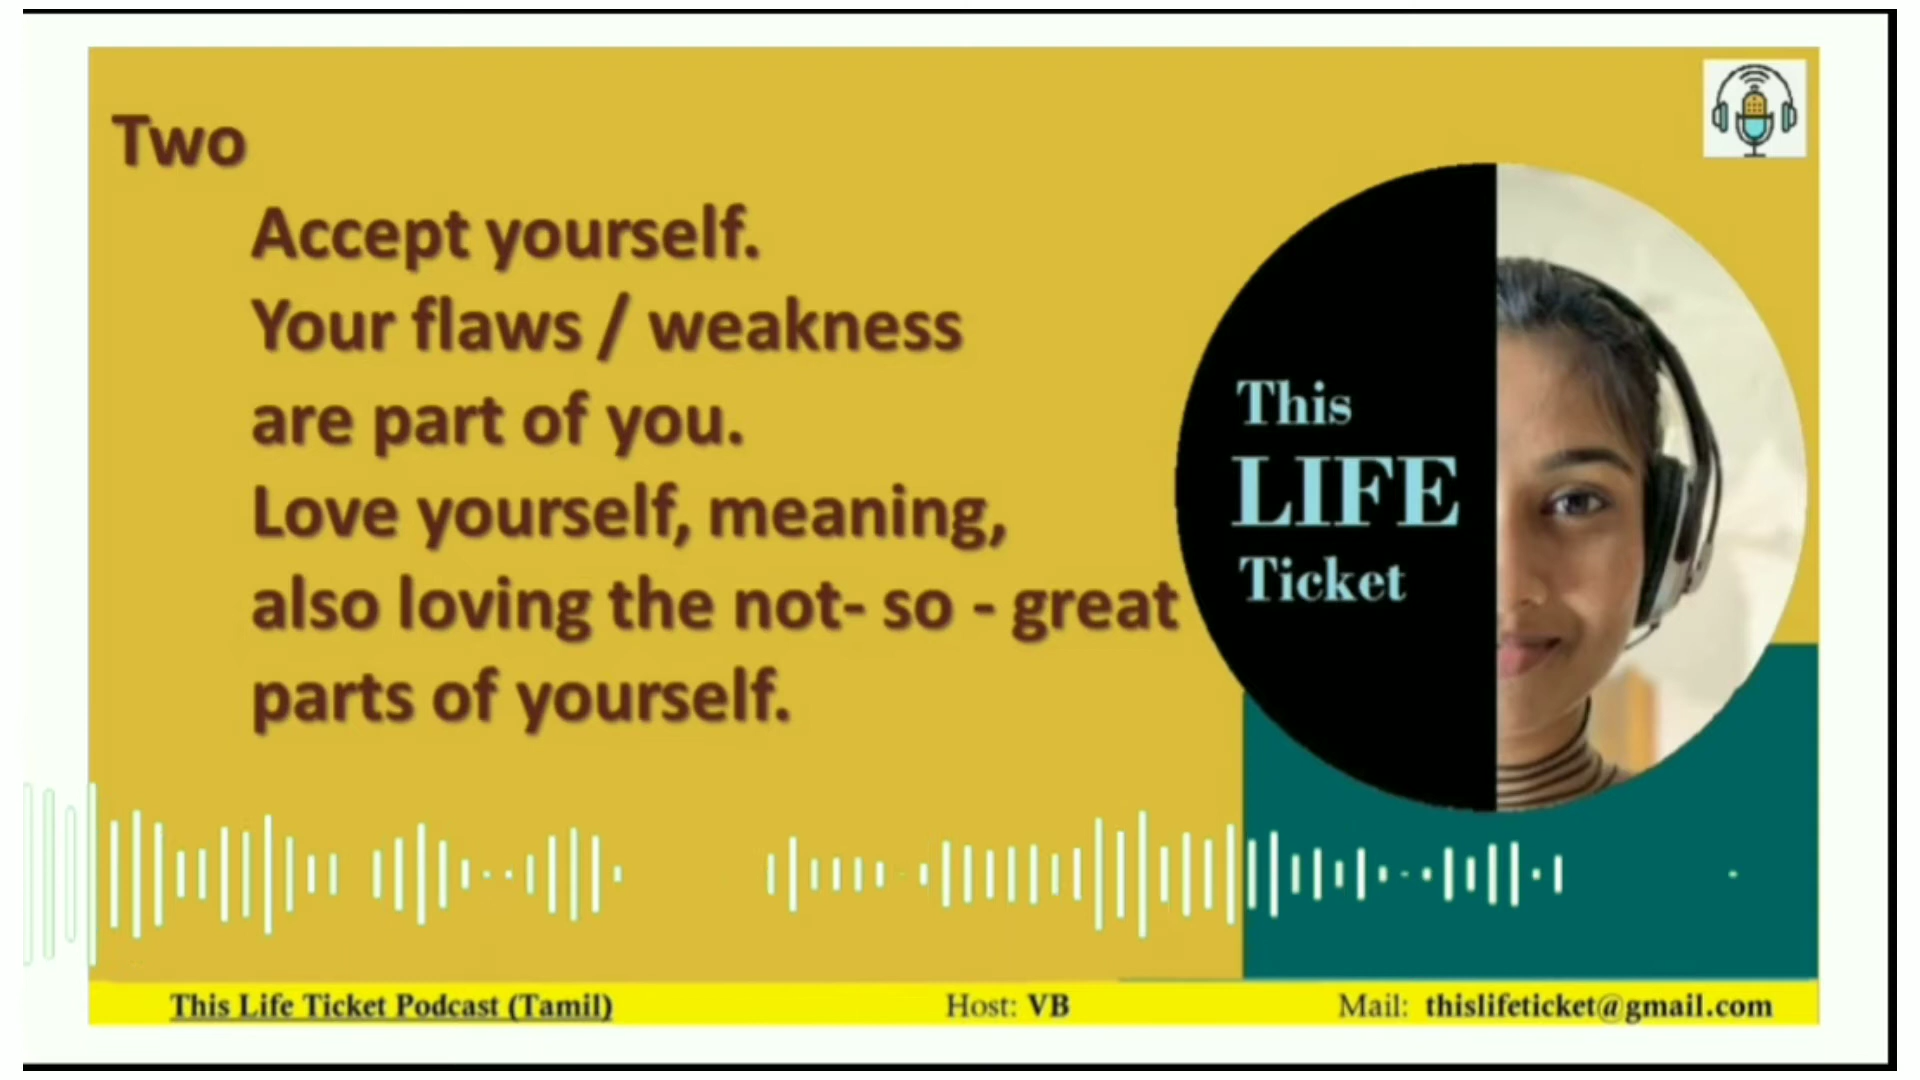 Two
Accept yourself.
Your flaws / weakness
are part of you.
Love yourself, meaning,
also loving the not- so - great
parts of yourself.
This
LIFE
Ticket
This Life Ticket Podcast (Tamil)
Host: VB
Mail: thislifeticket@gmail.com